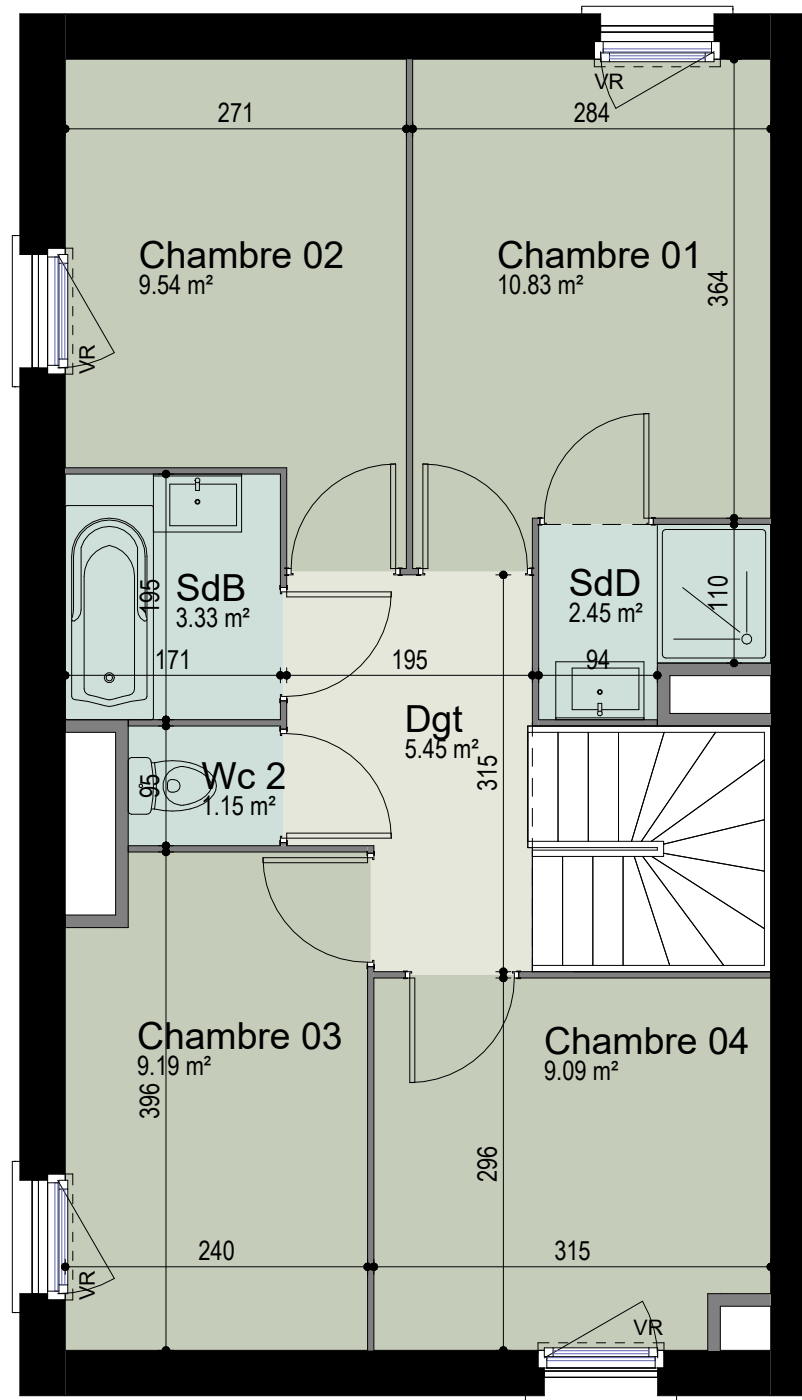 VR
271
284
Chambre 02
9.54 m²
Chambre 01
10.83 m²
364
VR
SdB
3.33 m²
195
SdD
2.45 m²
110
171
195
94
Dgt
5.45 m²
315
Wc 2
1.15 m²
95
Chambre 03
9.19 m²
396
Chambre 04
9.09 m²
296
240
315
VR
VR